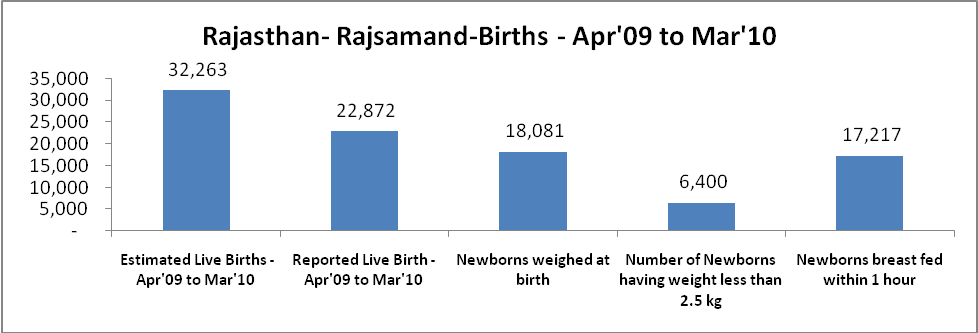 Rajasthan- Rajsamand-Births - Apr'09 to Mar'10
32,263
22,872
18,081
6,400
17,217
35,000
30,000
25,000
20,000
15,000
10,000
5,000
-
Estimated Live Births -
Apr'09 to Mar'10
Reported Live Birth -
Apr'09 to Mar'10
Newborns weighed at
birth
Number of Newborns
having weight less than
2.5 kg
Newborns breast fed
within 1 hour